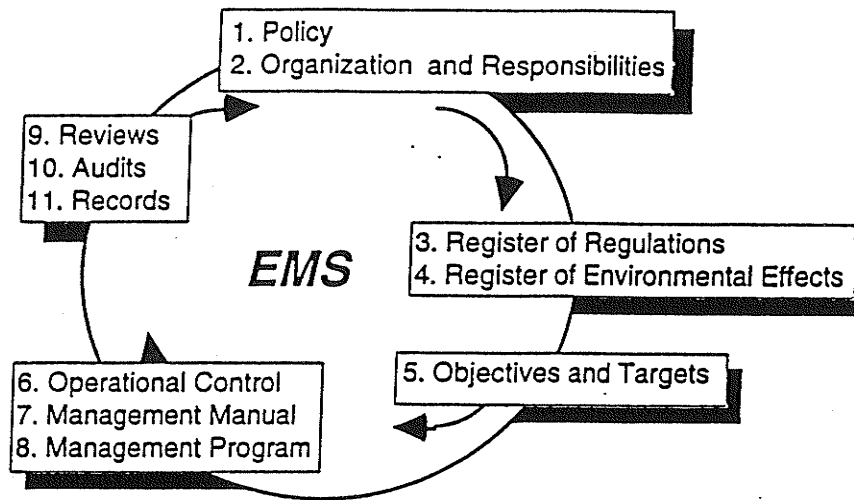 1. Policy
2. Organization and Responsibilities
9. Reviews
10. Audits
11. Records
EMS
3. Register of Regulations
4. Register of Environmental Effects
5. Objectives and Targets
6. Operational Control
7. Management Manual
8. Management Program